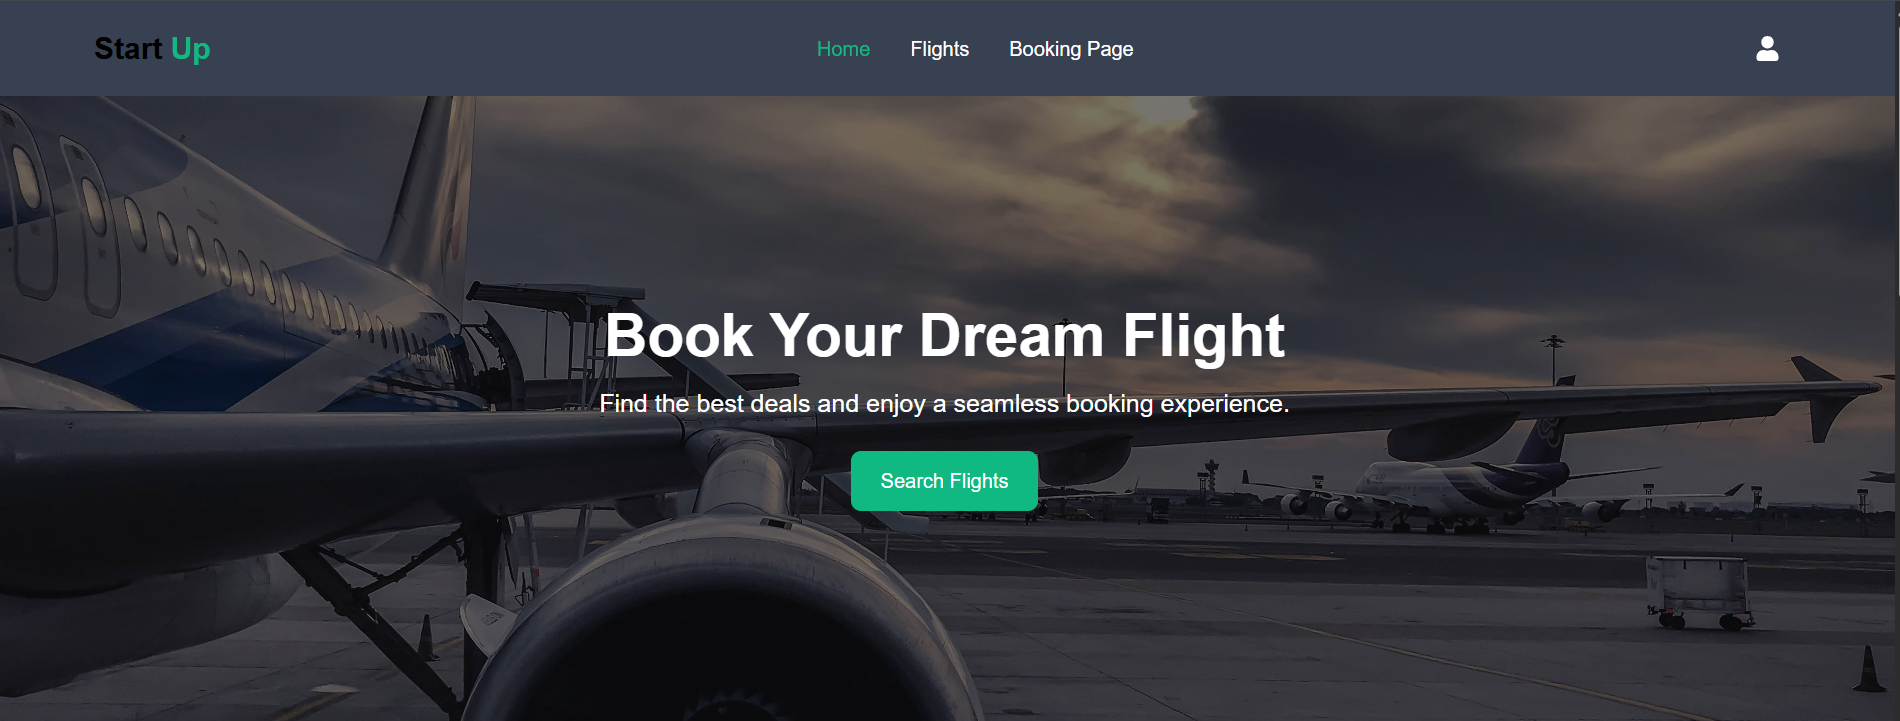 Start Up
Home
Flights
Booking Page
Book Your Dream Flight
Find the best deals and enjoy a seamless booking experience.
Search Flights